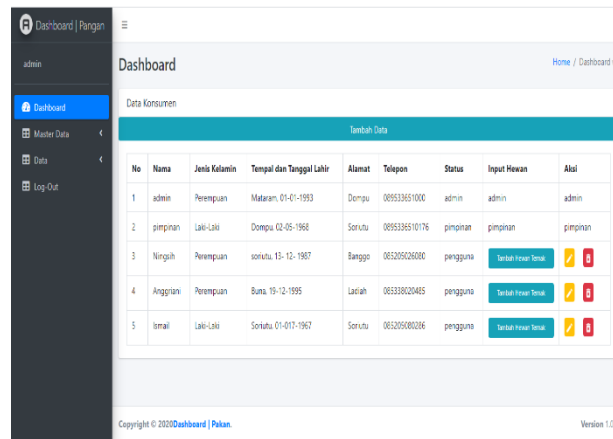 Dashboard | Pangan
admin
Dashboard
Master Data
Data
Log-Out
Dashboard
Home / Dashboard
Data Konsumen
Tambah Data
No Nama Jenis Kelamin Tempal dan Tanggal Lahir Alamat Telepon Status Input Hewan Aksi
1 admin Perempuan Mataram, 01-01-1993 Dompu 089533651000 admin admin admin
2 pimpinan Laki-Laki Dompu, 02-05-1968 Soriutu 0895336510176 pimpinan pimpinan pimpinan
3 Ningsih Perempuan soriutu, 13- 12- 1987 Banggo 085205026080 pengguna Tambah Hewan Ternak
4 Anggriani Perempuan Buna, 19-12-1995 Lasiah 085338020485 pengguna Tambah Hewan Ternak
5 Ismail Laki-Laki Soriutu, 01-017-1967 Soriutu 085205080286 pengguna Tambah Hewan Ternak
Copyright © 2020Dashboard | Pakan.
Version 1.0